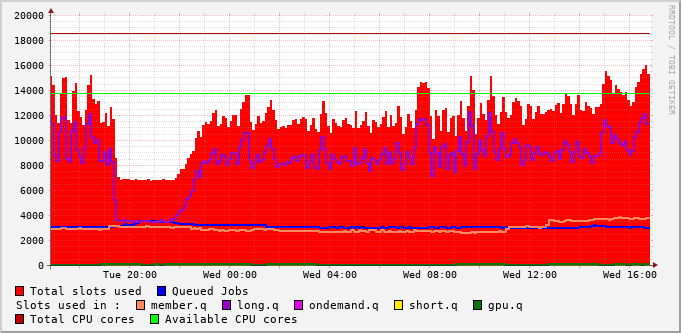 20000
18000
16000
14000
12000
10000
8000
6000
4000
2000
0
Tue 20:00 Wed 00:00 Wed 04:00 Wed 08:00 Wed 12:00 Wed 16:00
RRDTOOL / TOBI OETIKER
Total slots used Queued Jobs
Slots used in : member.q long.q ondemand.q short.q gpu.q
Total CPU cores Available CPU cores